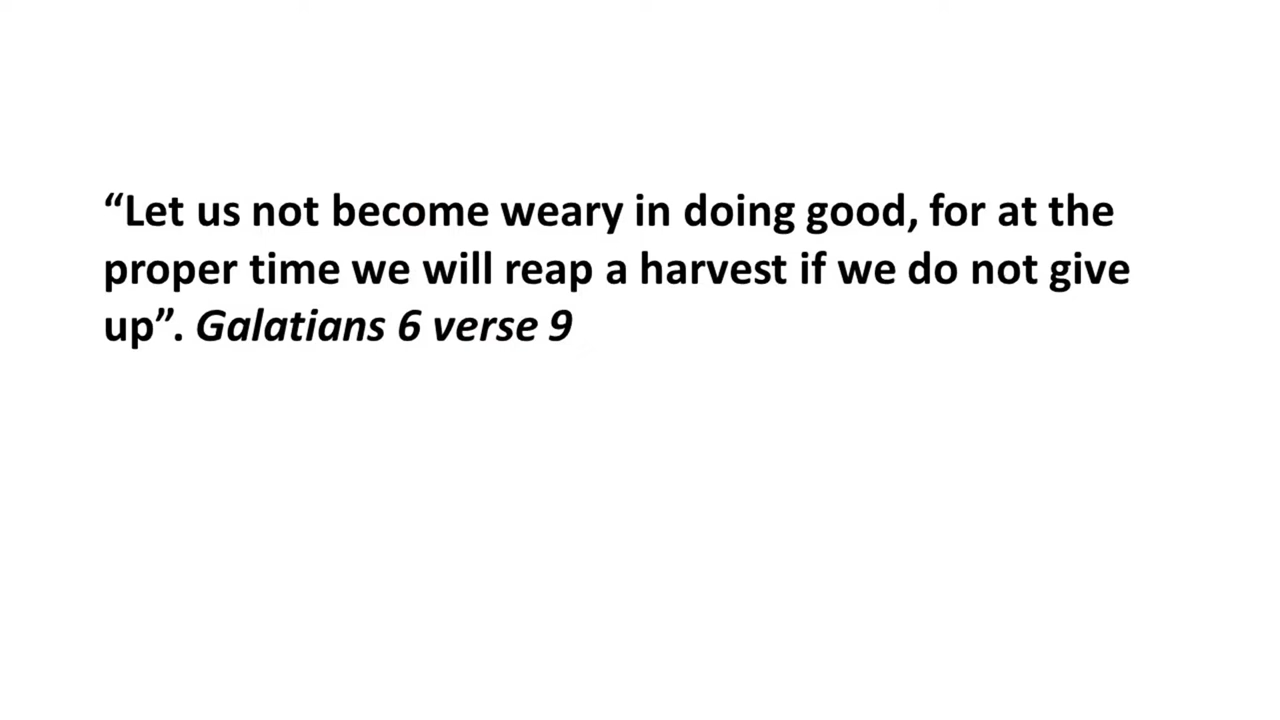 “Let us not become weary in doing good, for at the
proper time we will reap a harvest if we do not give
up”. Galatians 6 verse 9